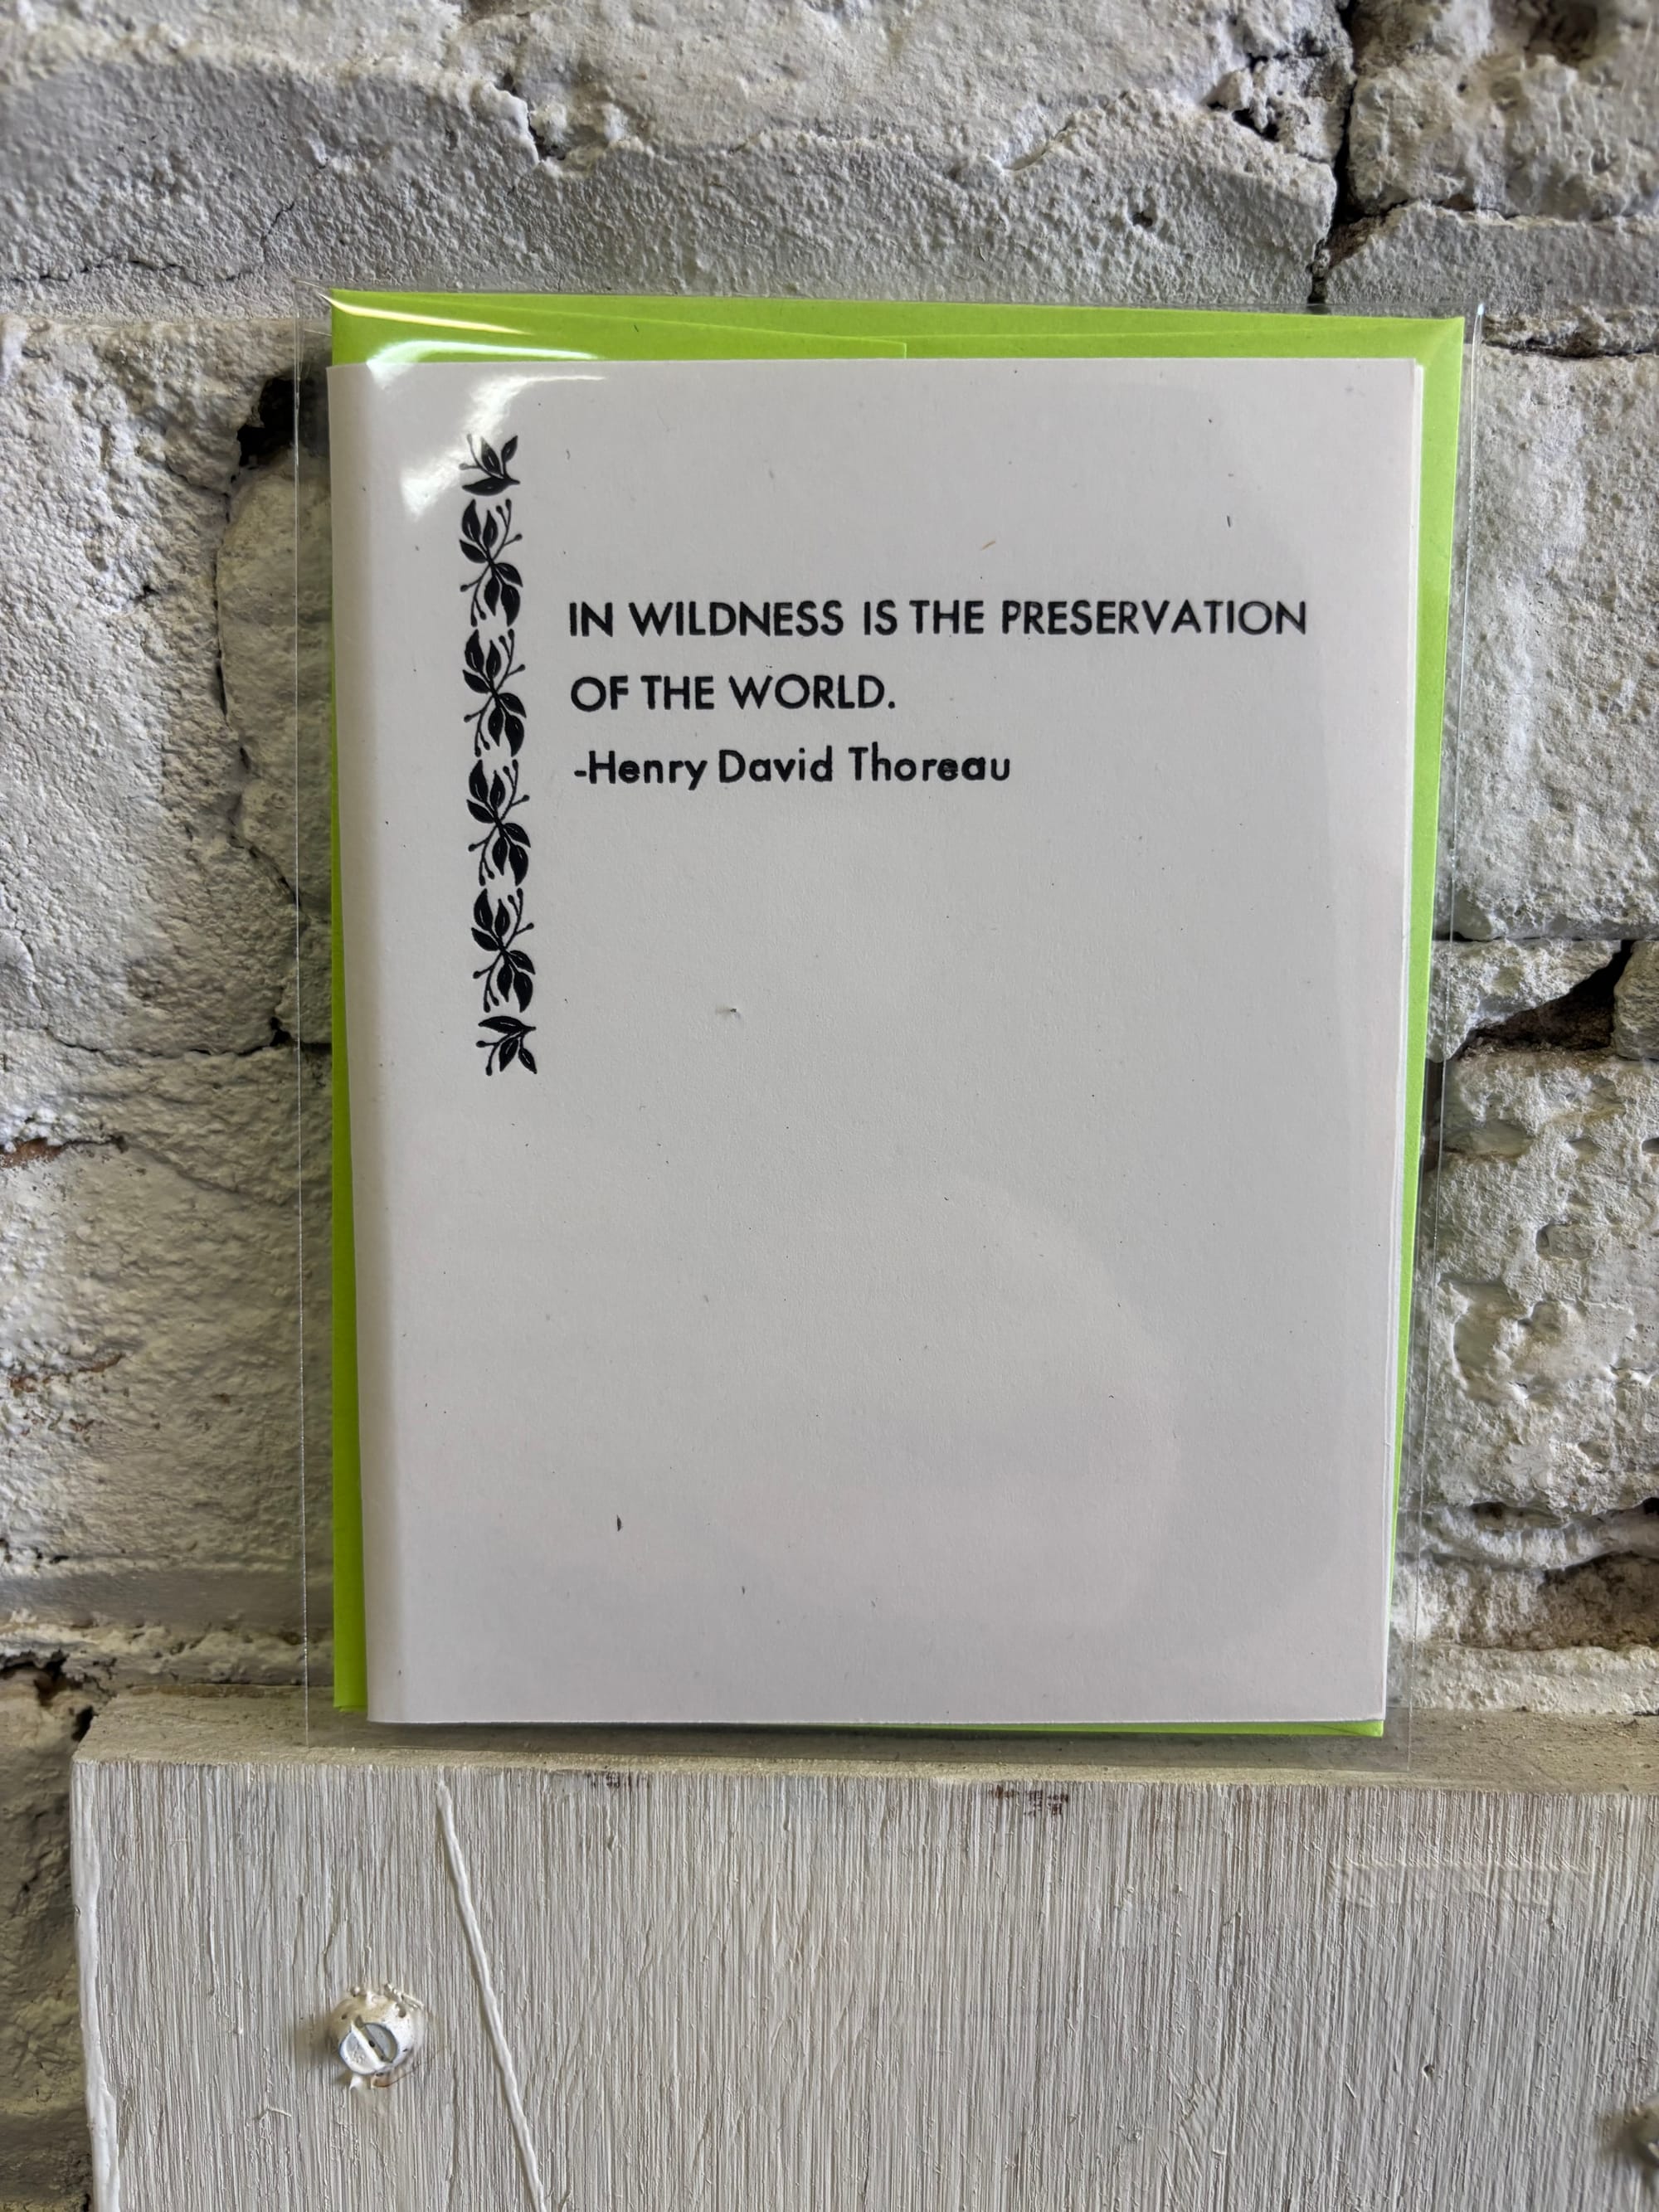 IN WILDNESS IS THE PRESERVATION
OF THE WORLD.
-Henry David Thoreau